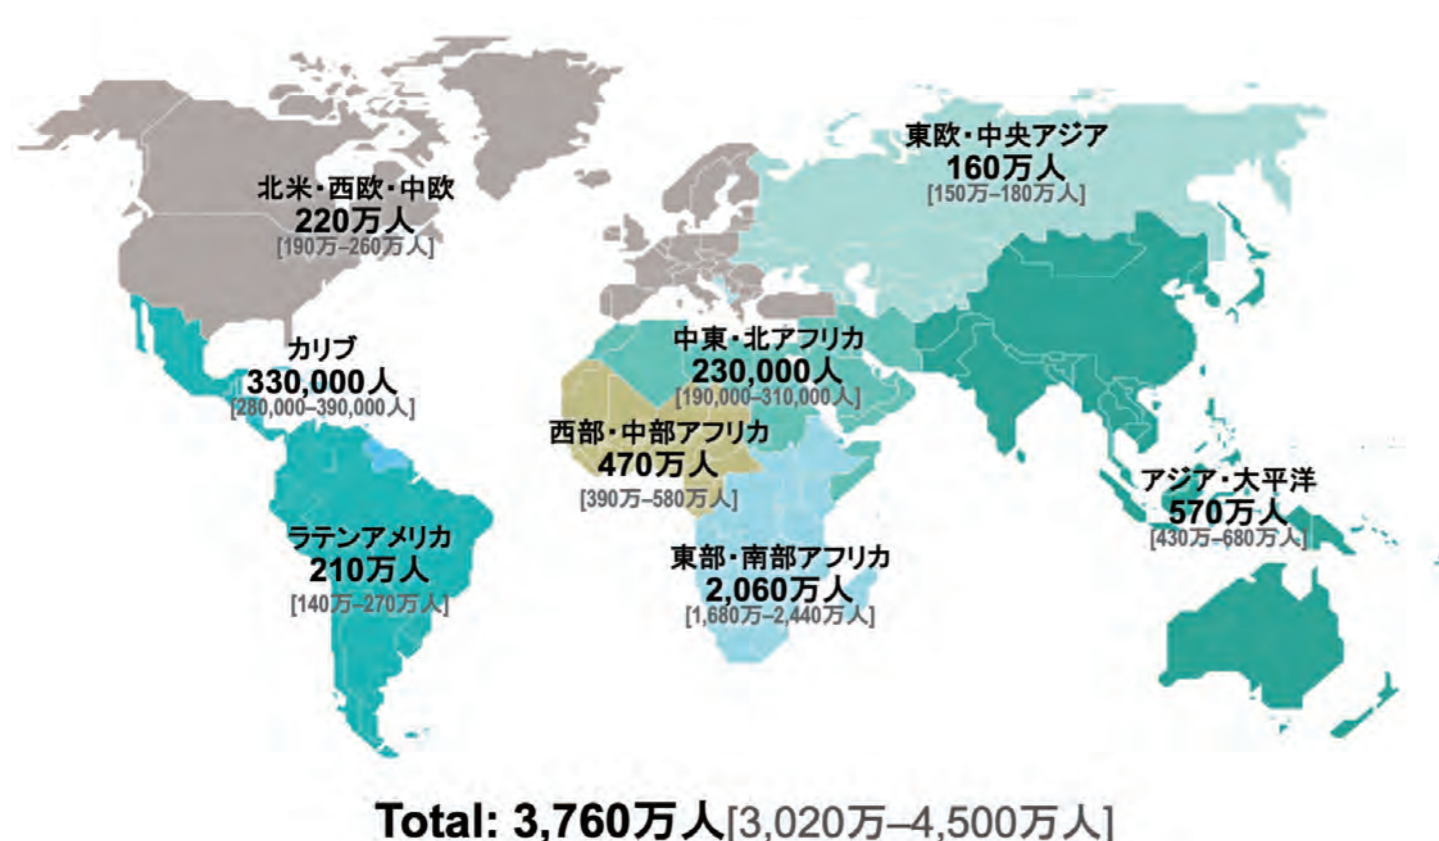 東欧・中央アジア
160万人
[150万–180万人]
北米・西欧・中欧
220万人
[190万–260万人]
中東・北アフリカ
230,000人
[190,000–310,000人]
カリブ
330,000人
[280,000–390,000人]
西部・中部アフリカ
470万人
[390万–580万人]
アジア・大平洋
570万人
[430万–680万人]
ラテンアメリカ
210万人
[140万–270万人]
東部・南部アフリカ
2,060万人
[1,680万–2,440万人]
Total: 3,760万人[3,020万–4,500万人]